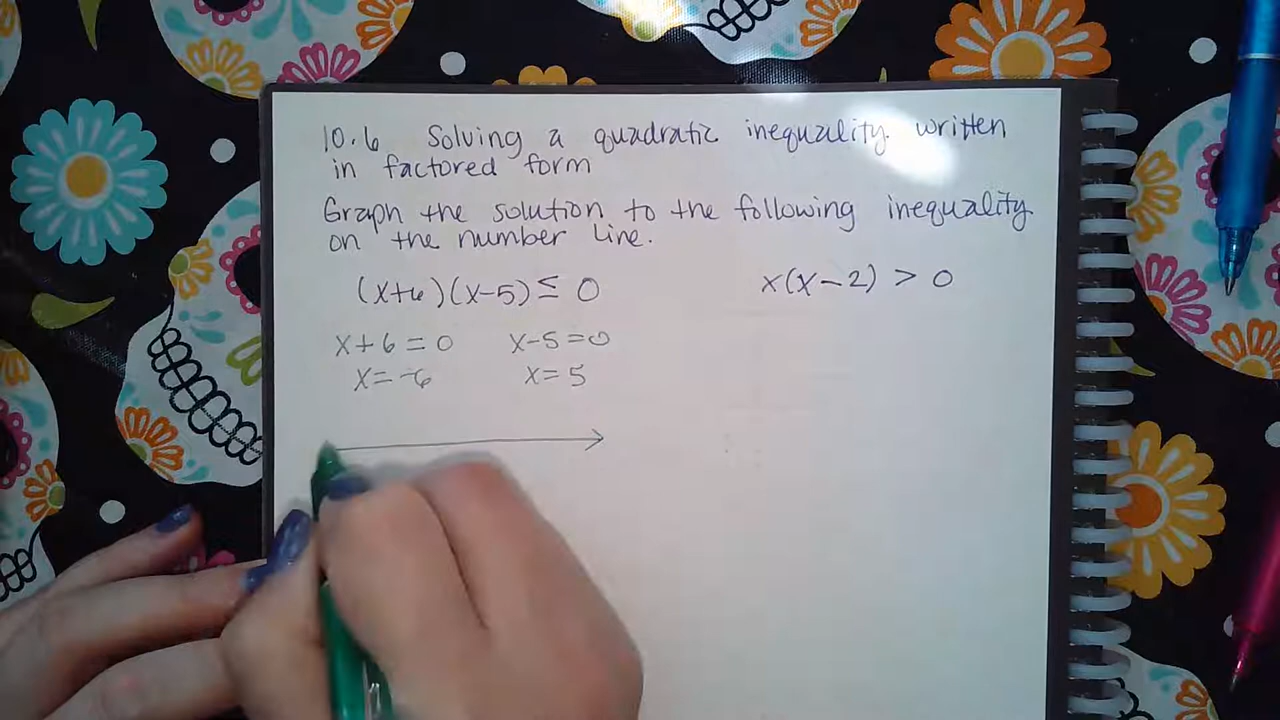 10.6 Solving a quadratic inequality written
in factored form
Graph the solution to the following inequality
on the number line.
(x+6)(x-5) ≤ 0
x(x-2) > 0
x+6=0 x-5=0
x=-6 x=5